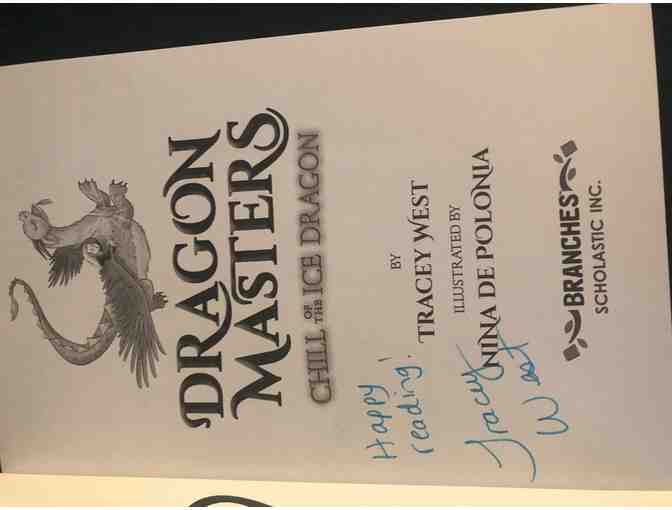 DRAGON
MASTERS
CHILL OF THE ICE DRAGON
BY
TRACEY WEST
ILLUSTRATED BY
NINA DE POLONIA
Happy
reading!
Tracey
West
BRANCHES
SCHOLASTIC INC.